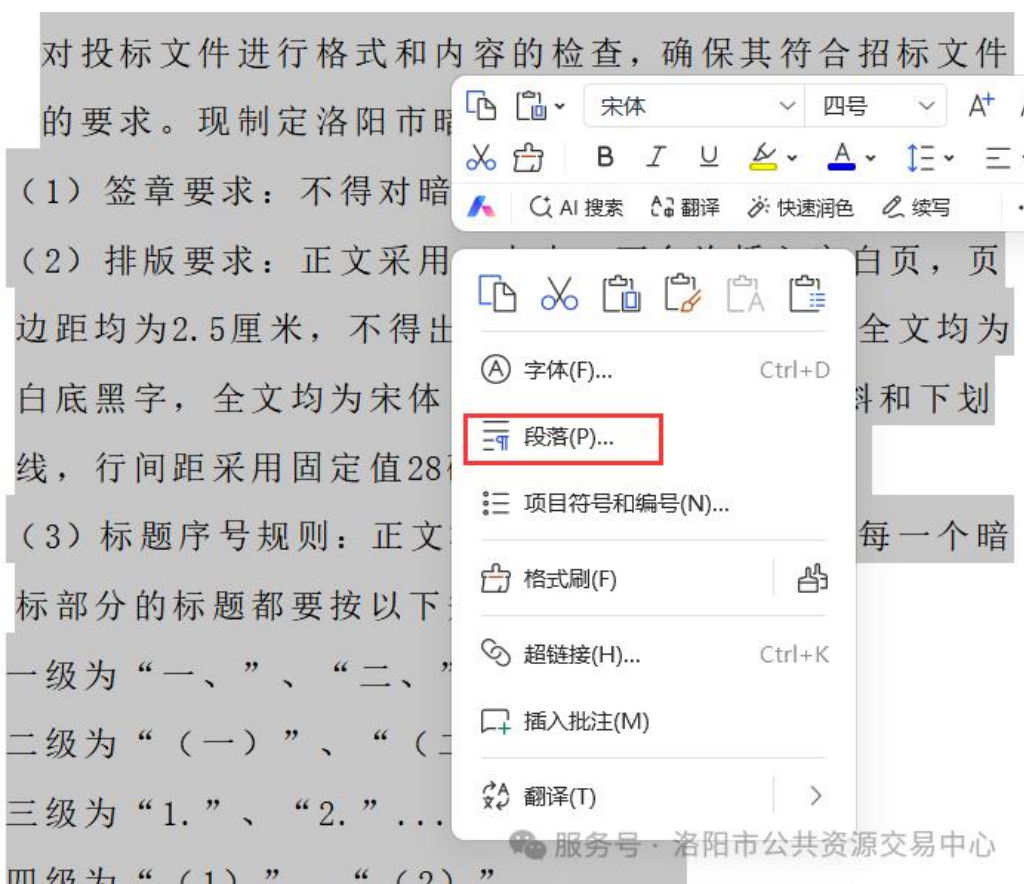 对投标文件进行格式和内容的检查，确保其符合招标文件
的要求。现制定洛阳市暗
（1）签章要求：不得对暗
（2）排版要求：正文采用
白页，页
边距均为2.5厘米，不得出
全文均为
白底黑字，全文均为宋体
和下划
线，行间距采用固定值28
（3）标题序号规则：正文
每一个暗
标部分的标题都要按以下
一级为“一、”、“二、”
二级为“（一）”、“（
三级为“1.”、“2.”...
四级为“（1）”、“（2）”
宋体 四号 A+
B I U A
AI 搜索 翻译 快速润色 续写
字体(F)... Ctrl+D
段落(P)...
项目符号和编号(N)...
格式刷(F)
超链接(H)... Ctrl+K
插入批注(M)
翻译(T)
服务号 · 洛阳市公共资源交易中心